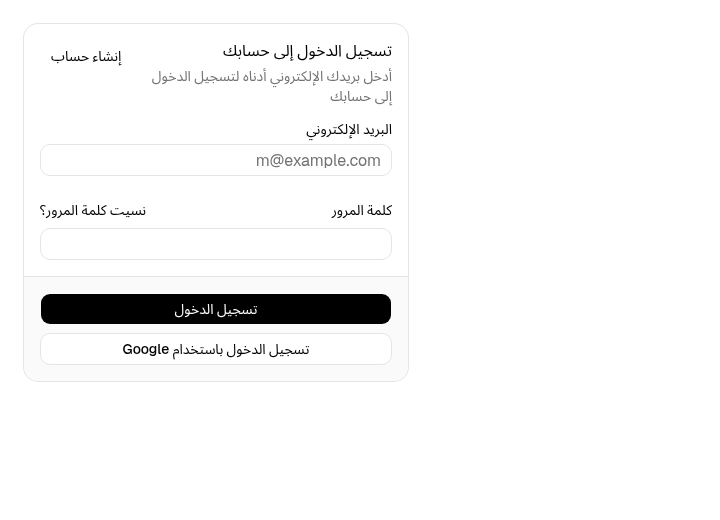 تسجيل الدخول إلى حسابك
إنشاء حساب
أدخل بريدك الإلكتروني أدناه لتسجيل الدخول
إلى حسابك
البريد الإلكتروني
m@example.com
كلمة المرور
نسيت كلمة المرور؟
تسجيل الدخول
تسجيل الدخول باستخدام Google